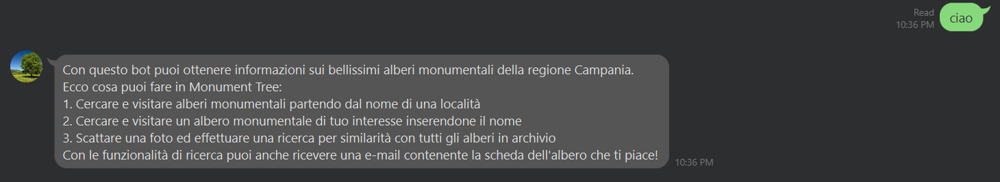 Read
10:36 PM
ciao
Con questo bot puoi ottenere informazioni sui bellissimi alberi monumentali della regione Campania.
Ecco cosa puoi fare in Monument Tree:
1. Cercare e visitare alberi monumentali partendo dal nome di una località
2. Cercare e visitare un albero monumentale di tuo interesse inserendone il nome
3. Scattare una foto ed effettuare una ricerca per similarità con tutti gli alberi in archivio
Con le funzionalità di ricerca puoi anche ricevere una e-mail contenente la scheda dell'albero che ti piace!
10:36 PM